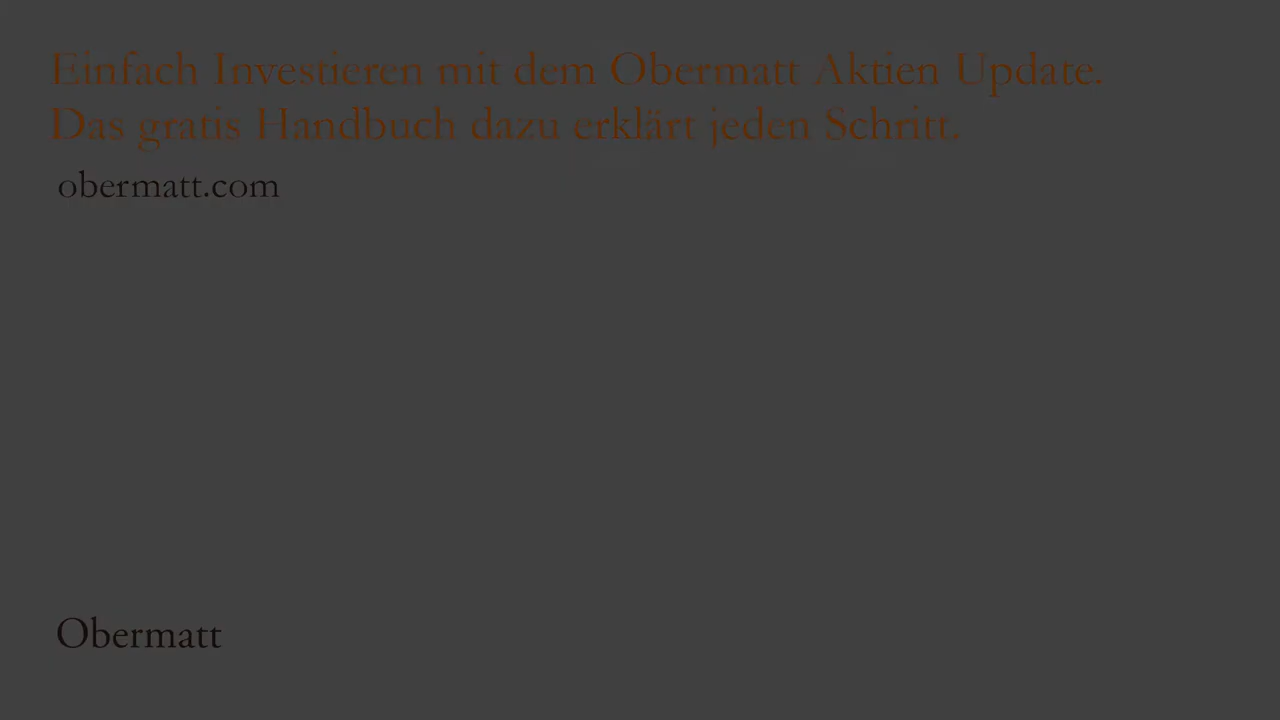 Einfach Investieren mit dem Obermatt Aktien Update.
Das gratis Handbuch dazu erklärt jeden Schritt.
obermatt.com
Obermatt